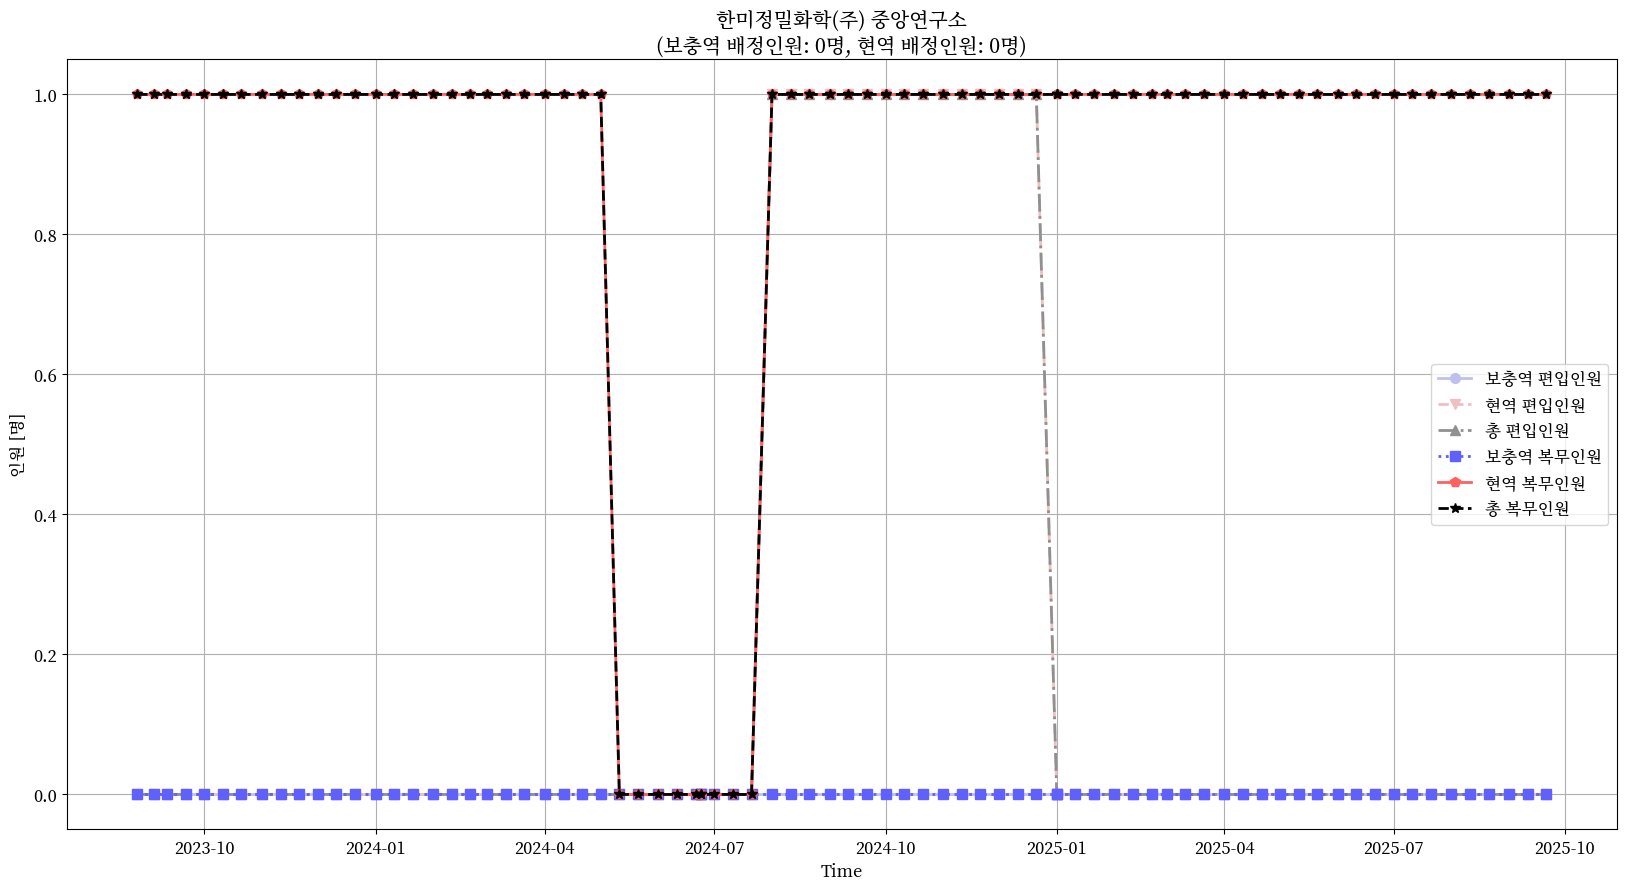 한미정밀화학(주) 중앙연구소
(보충역 배정인원: 0명, 현역 배정인원: 0명)
인원 [명]
1.0
0.8
0.6
0.4
0.2
0.0
보충역 편입인원
현역 편입인원
총 편입인원
보충역 복무인원
현역 복무인원
총 복무인원
2023-10
2024-01
2024-04
2024-07
2024-10
2025-01
2025-04
2025-07
2025-10
Time